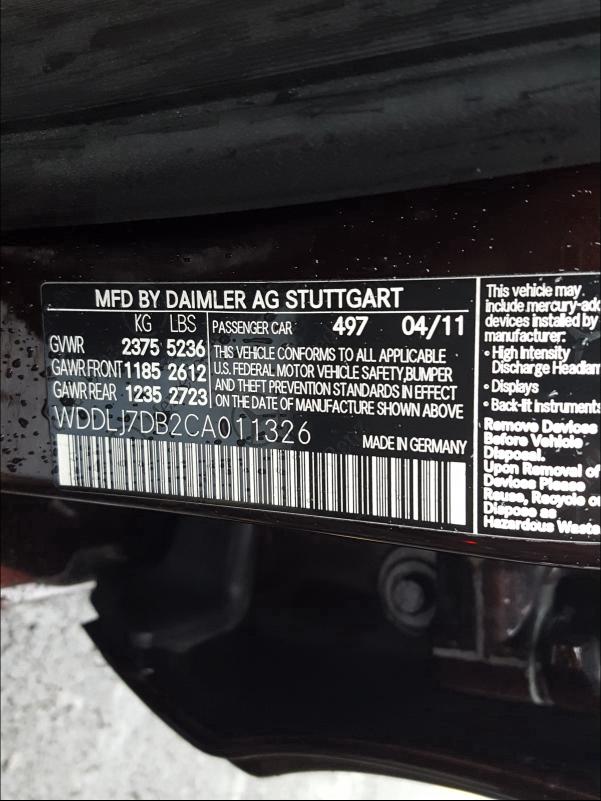 MFD BY DAIMLER AG STUTTGART
KG LBS
GVWR 2375 5236
GAWR FRONT 1185 2612
GAWR REAR 1235 2723
PASSENGER CAR 497 04/11
THIS VEHICLE CONFORMS TO ALL APPLICABLE
U.S. FEDERAL MOTOR VEHICLE SAFETY,BUMPER
AND THEFT PREVENTION STANDARDS IN EFFECT
ON THE DATE OF MANUFACTURE SHOWN ABOVE
WDDLJ7DB2CA011326
MADE IN GERMANY
This vehicle may
include mercury-add
devices installed by
manufacturer:
• High Intensity
Discharge Headlam
• Displays
• Back-lit instrumen
Remove Devices
Before Vehicle
Disposal.
Upon Removal of
Devices Please
Reuse, Recycle or
Dispose as
Hazardous Waste